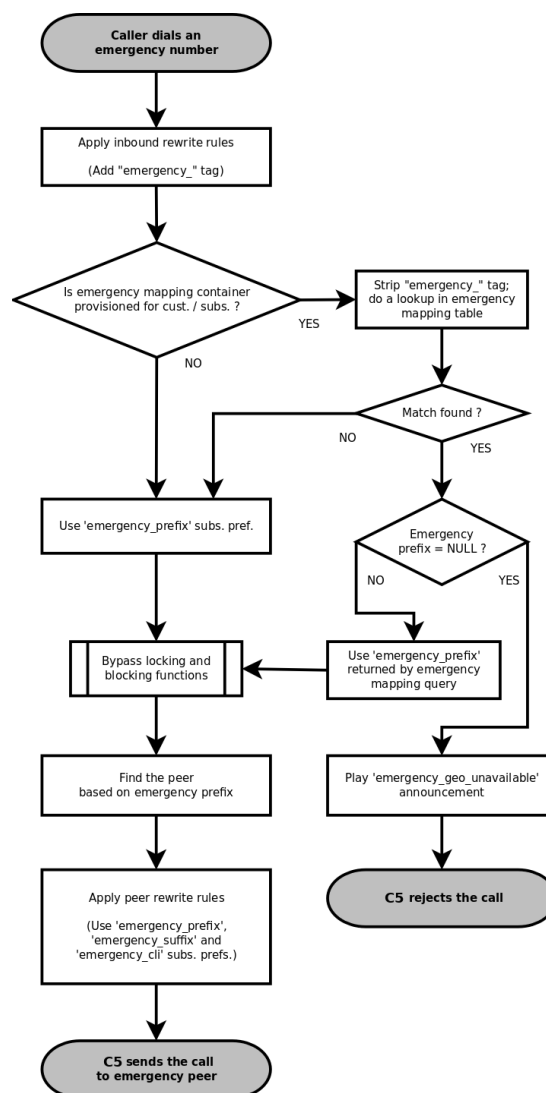 Caller dials an
emergency number
Apply inbound rewrite rules
(Add "emergency_" tag)
Is emergency mapping container
provisioned for cust. / subs. ?
YES
NO
Strip "emergency_" tag;
do a lookup in emergency
mapping table
Match found ?
NO
YES
Use 'emergency_prefix' subs. pref.
Emergency
prefix = NULL ?
NO
YES
Bypass locking and
blocking functions
Use 'emergency_prefix'
returned by emergency
mapping query
Find the peer
based on emergency prefix
Play 'emergency_geo_unavailable'
announcement
Apply peer rewrite rules
(Use 'emergency_prefix',
'emergency_suffix' and
'emergency_cli' subs. prefs.)
C5 rejects the call
C5 sends the call
to emergency peer